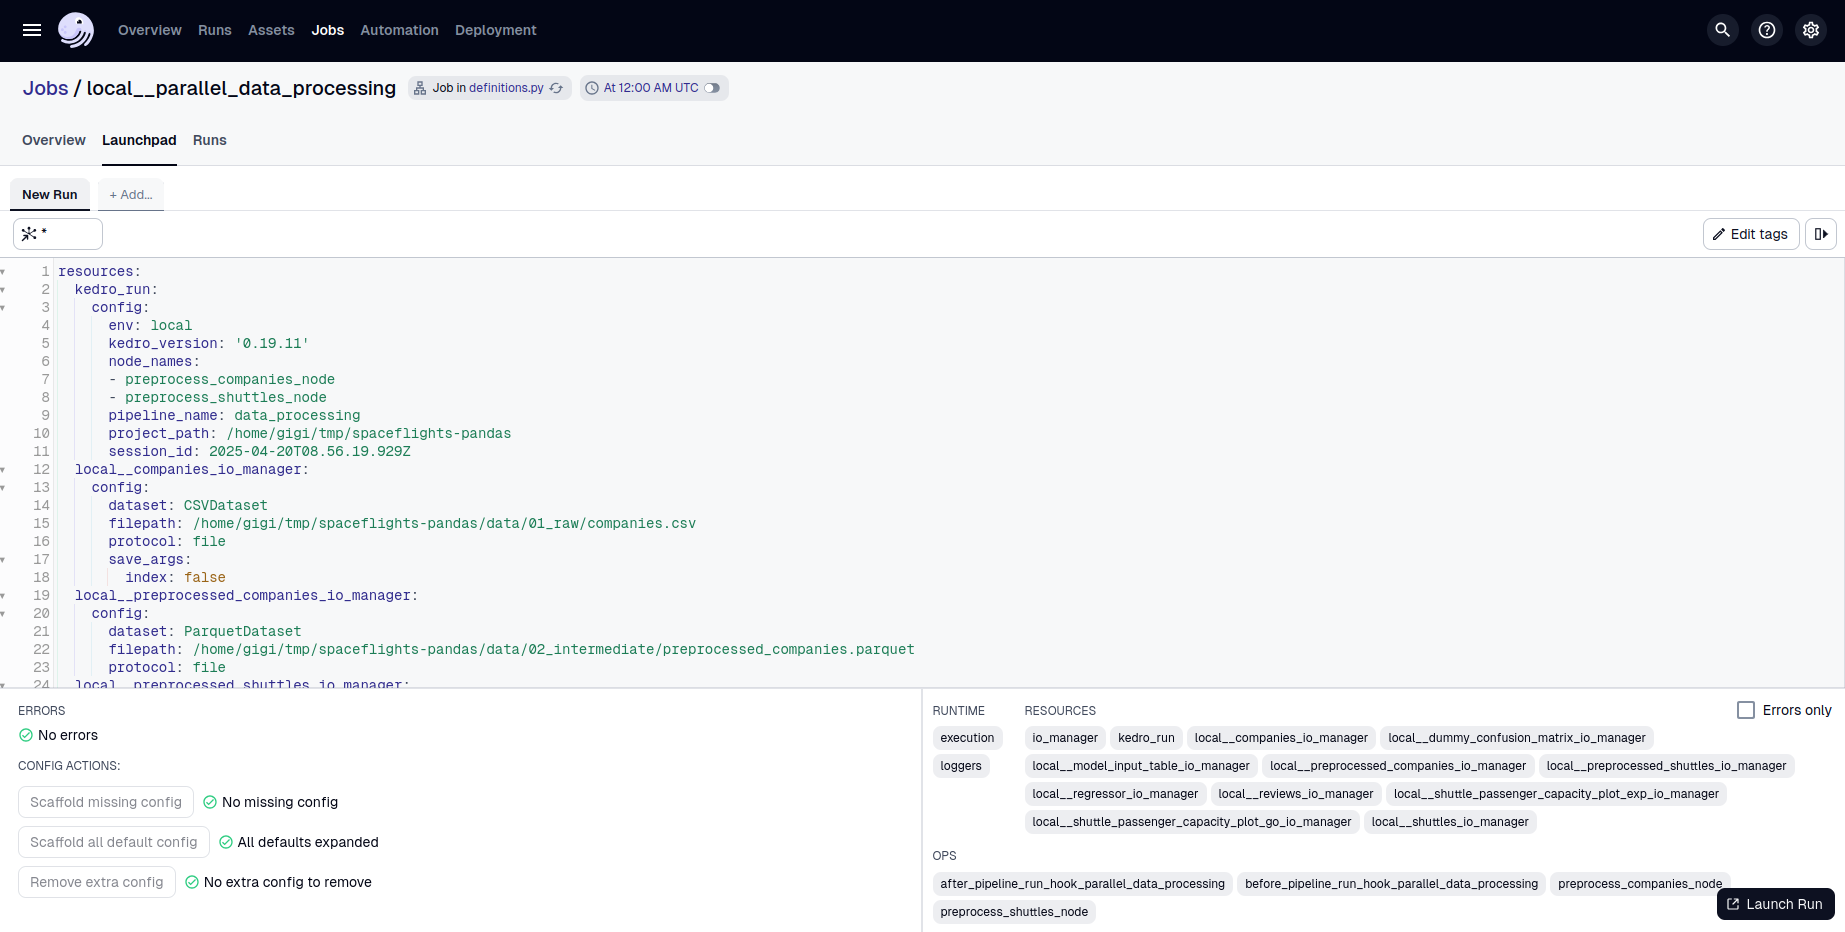 Overview Runs Assets Jobs Automation Deployment
Jobs / local__parallel_data_processing Job in definitions.py At 12:00 AM UTC
Overview Launchpad Runs
New Run + Add...
* Edit tags
1 resources:
2 kedro_run:
3 config:
4 env: local
5 kedro_version: '0.19.11'
6 node_names:
7 - preprocess_companies_node
8 - preprocess_shuttles_node
9 pipeline_name: data_processing
10 project_path: /home/gigi/tmp/spaceflights-pandas
11 session_id: 2025-04-20T08.56.19.929Z
12 local__companies_io_manager:
13 config:
14 dataset: CSVDataset
15 filepath: /home/gigi/tmp/spaceflights-pandas/data/01_raw/companies.csv
16 protocol: file
17 save_args:
18 index: false
19 local__preprocessed_companies_io_manager:
20 config:
21 dataset: ParquetDataset
22 filepath: /home/gigi/tmp/spaceflights-pandas/data/02_intermediate/preprocessed_companies.parquet
23 protocol: file
24 local__preprocessed_shuttles_io_manager:
ERRORS
No errors
CONFIG ACTIONS:
Scaffold missing config No missing config
Scaffold all default config All defaults expanded
Remove extra config No extra config to remove
RUNTIME
execution
loggers
RESOURCES
Errors only
io_manager kedro_run local__companies_io_manager local__dummy_confusion_matrix_io_manager
local__model_input_table_io_manager local__preprocessed_companies_io_manager local__preprocessed_shuttles_io_manager
local__regressor_io_manager local__reviews_io_manager local__shuttle_passenger_capacity_plot_exp_io_manager
local__shuttle_passenger_capacity_plot_go_io_manager local__shuttles_io_manager
OPS
after_pipeline_run_hook_parallel_data_processing before_pipeline_run_hook_parallel_data_processing preprocess_companies_node
preprocess_shuttles_node
Launch Run